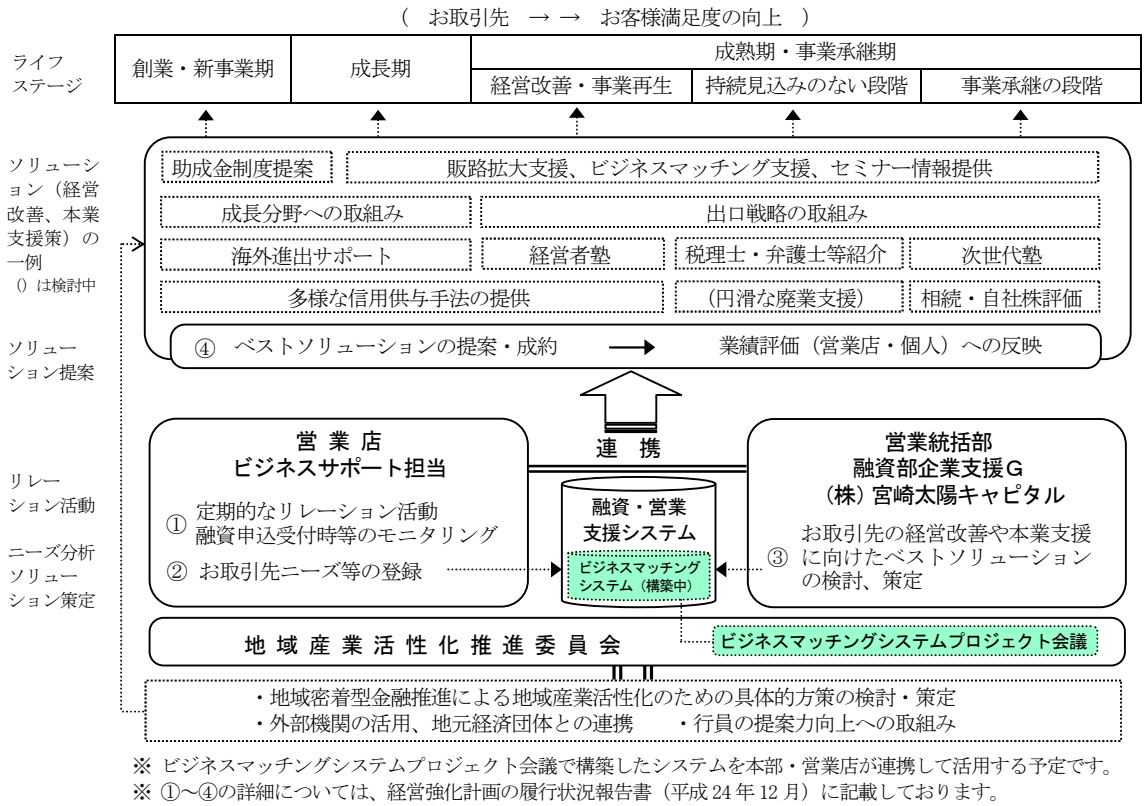 （　お取引先　→ →　お客様満足度の向上　）
ライフ
ステージ
創業・新事業期
成長期
成熟期・事業承継期
経営改善・事業再生
持続見込みのない段階
事業承継の段階
ソリューシ
ョン（経営
改善、本業
支援策）の
一例
（）は検討中
助成金制度提案
販路拡大支援、ビジネスマッチング支援、セミナー情報提供
成長分野への取組み
出口戦略の取組み
海外進出サポート
経営者塾
税理士・弁護士等紹介
次世代塾
多様な信用供与手法の提供
（円滑な廃業支援）
相続・自社株評価
ソリュー
ション提案
④　ベストソリューションの提案・成約　→　業績評価（営業店・個人）への反映
連　携
リレー
ション活動
営 業 店
ビジネスサポート担当
① 定期的なリレーション活動
融資申込受付時等のモニタリング
② お取引先ニーズ等の登録
融資・営業
支援システム
ビジネスマッチング
システム（構築中）
営業統括部
融資部企業支援Ｇ
（株）宮崎太陽キャピタル
③ お取引先の経営改善や本業支援
に向けたベストソリューション
の検討、策定
ニーズ分析
ソリュー
ション策定
地 域 産 業 活 性 化 推 進 委 員 会
ビジネスマッチングシステムプロジェクト会議
・地域密着型金融推進による地域産業活性化のための具体的方策の検討・策定
・外部機関の活用、地元経済団体との連携　・行員の提案力向上への取組み
※ ビジネスマッチングシステムプロジェクト会議で構築したシステムを本部・営業店が連携して活用する予定です。
※ ①～④の詳細については、経営強化計画の履行状況報告書（平成 24 年 12 月）に記載しております。